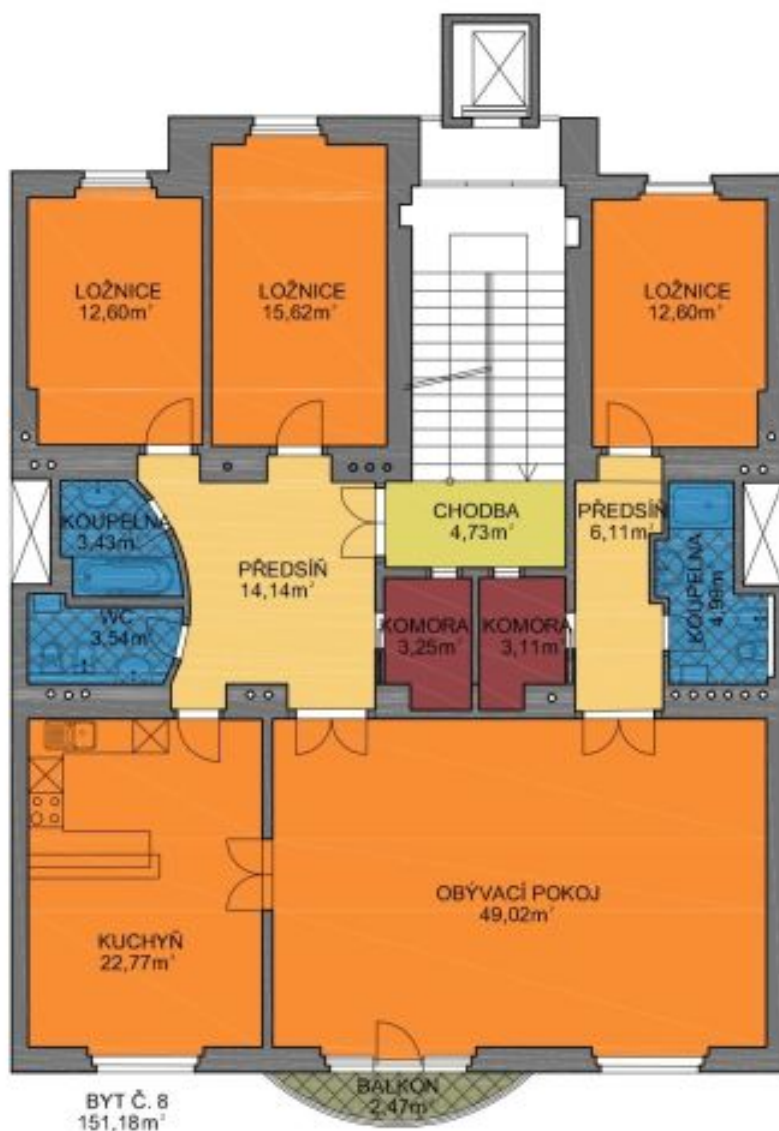 LOŽNICE
12,60m²
LOŽNICE
15,62m²
LOŽNICE
12,60m²
KOUPELNA
3,43m²
PŘEDSÍŇ
14,14m²
CHODBA
4,73m²
PŘEDSÍŇ
6,11m²
KOUPELNA
4,98m²
WC
3,54m²
KOMORA
3,25m²
KOMORA
3,11m²
KUCHYŇ
22,77m²
OBÝVACÍ POKOJ
49,02m²
BALKON
2,47m²
BYT Č. 8
151,18m²